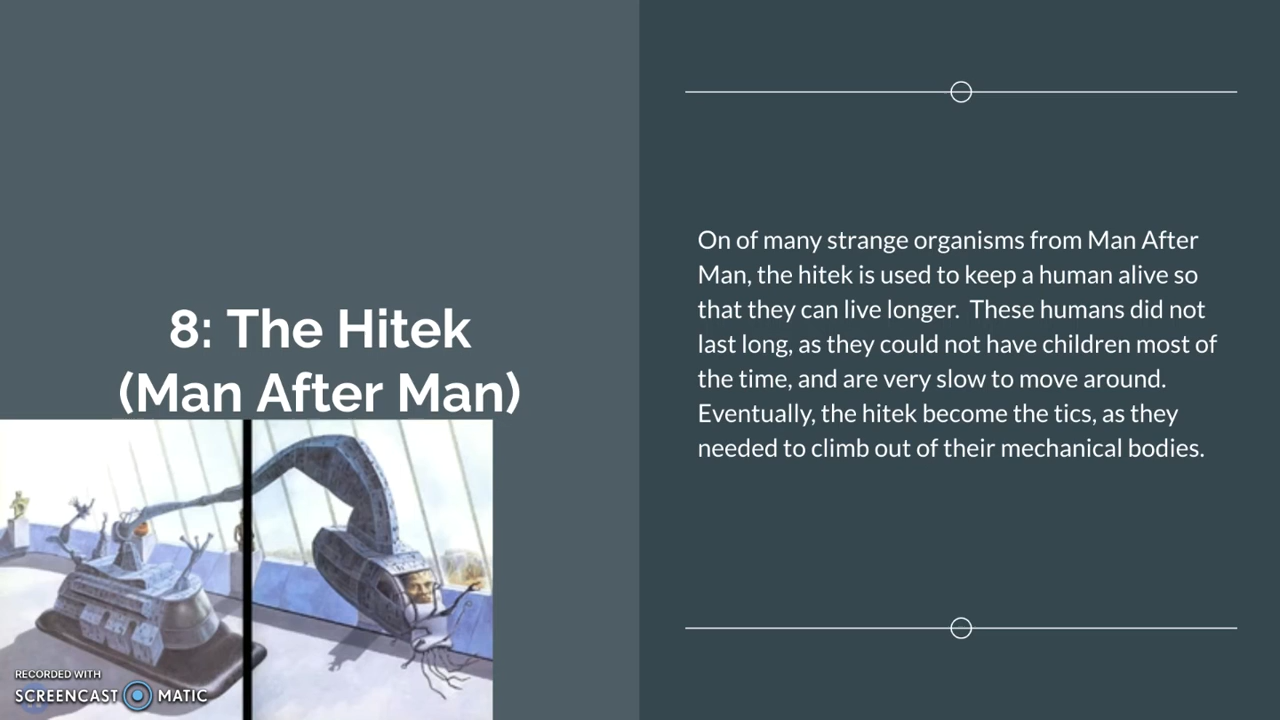 8: The Hitek
(Man After Man)
On of many strange organisms from Man After
Man, the hitek is used to keep a human alive so
that they can live longer.  These humans did not
last long, as they could not have children most of
the time, and are very slow to move around.
Eventually, the hitek become the tics, as they
needed to climb out of their mechanical bodies.
RECORDED WITH
SCREENCAST MATIC